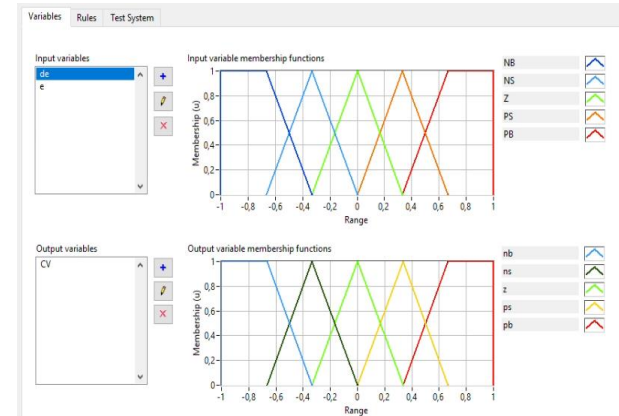 Variables Rules Test System
Input variables
de
e
Input variable membership functions
Membership (u)
1
0,8
0,6
0,4
0,2
0
-1 -0,8 -0,6 -0,4 -0,2 0 0,2 0,4 0,6 0,8 1
Range
NB
NS
Z
PS
PB
Output variables
CV
Output variable membership functions
Membership (u)
1
0,8
0,6
0,4
0,2
0
-1 -0,8 -0,6 -0,4 -0,2 0 0,2 0,4 0,6 0,8 1
Range
nb
ns
z
ps
pb